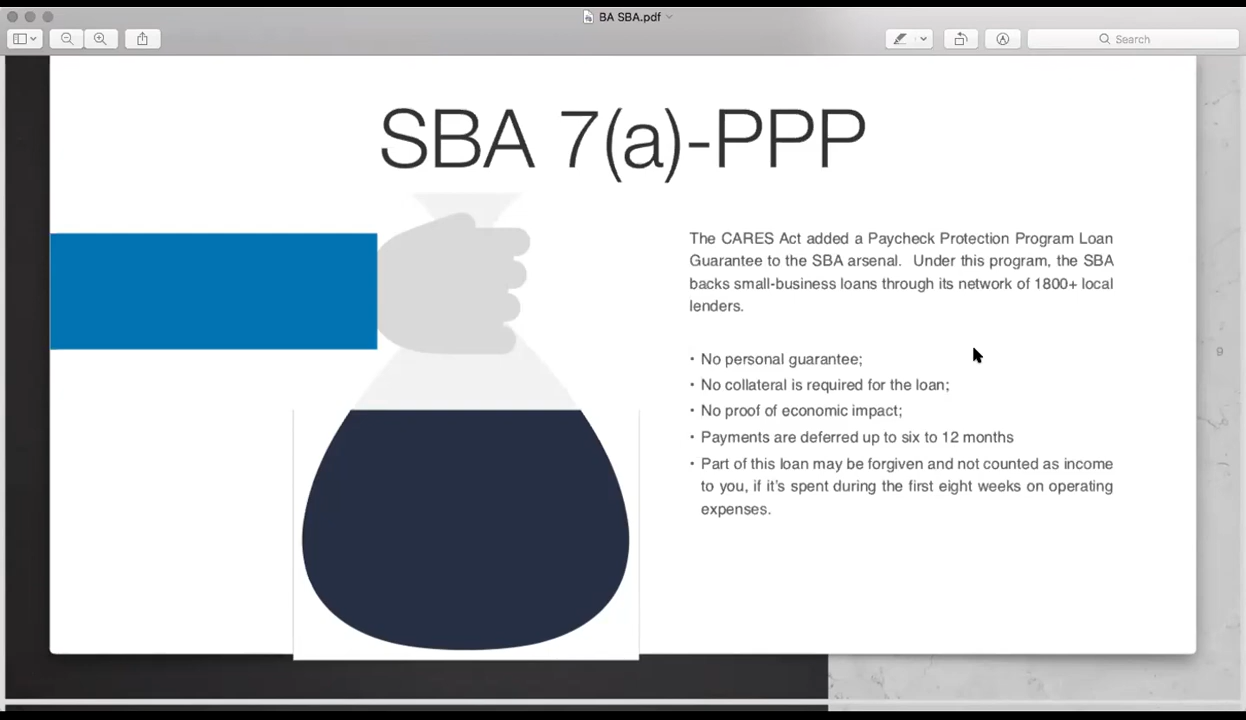 BA SBA.pdf
Search
SBA 7(a)-PPP
The CARES Act added a Paycheck Protection Program Loan
Guarantee to the SBA arsenal.  Under this program, the SBA
backs small-business loans through its network of 1800+ local
lenders.
• No personal guarantee;
• No collateral is required for the loan;
• No proof of economic impact;
• Payments are deferred up to six to 12 months
• Part of this loan may be forgiven and not counted as income
to you, if it's spent during the first eight weeks on operating
expenses.
9